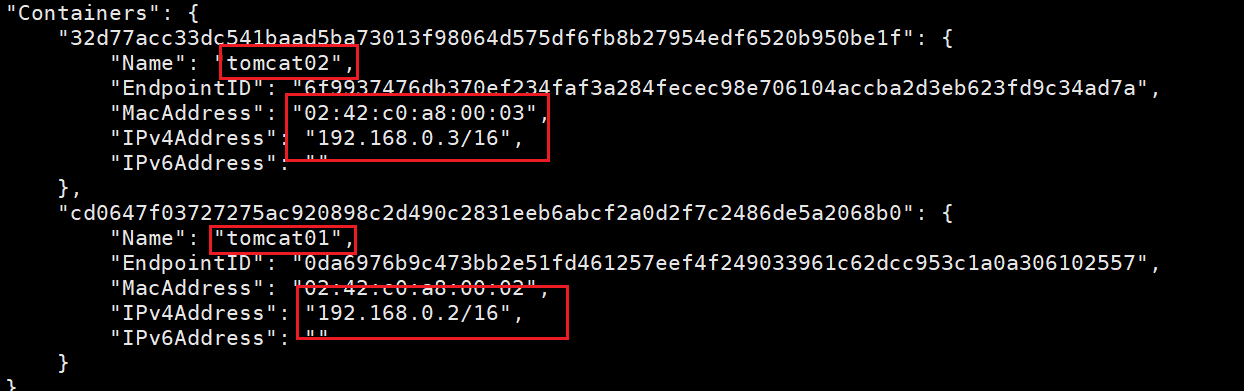 "Containers": {
"32d77acc33dc541baad5ba73013f98064d575df6fb8b27954edf6520b950be1f": {
"Name": "tomcat02",
"EndpointID": "6f9937476db370ef234faf3a284fecec98e706104accba2d3eb623fd9c34ad7a",
"MacAddress": "02:42:c0:a8:00:03",
"IPv4Address": "192.168.0.3/16",
"IPv6Address": ""
},
"cd0647f03727275ac920898c2d490c2831eeb6abcf2a0d2f7c2486de5a2068b0": {
"Name": "tomcat01",
"EndpointID": "0da6976b9c473bb2e51fd461257eef4f249033961c62dcc953c1a0a306102557",
"MacAddress": "02:42:c0:a8:00:02",
"IPv4Address": "192.168.0.2/16",
"IPv6Address": ""
}
}